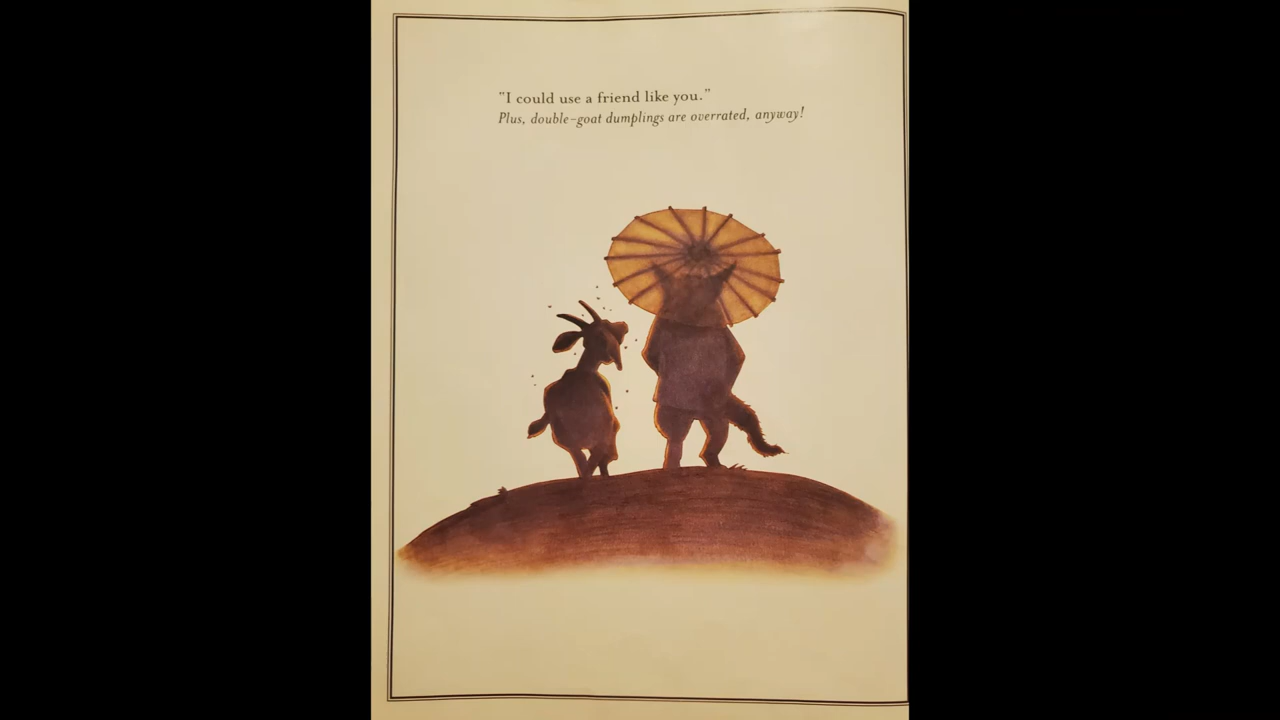 "I could use a friend like you."
Plus, double-goat dumplings are overrated, anyway!